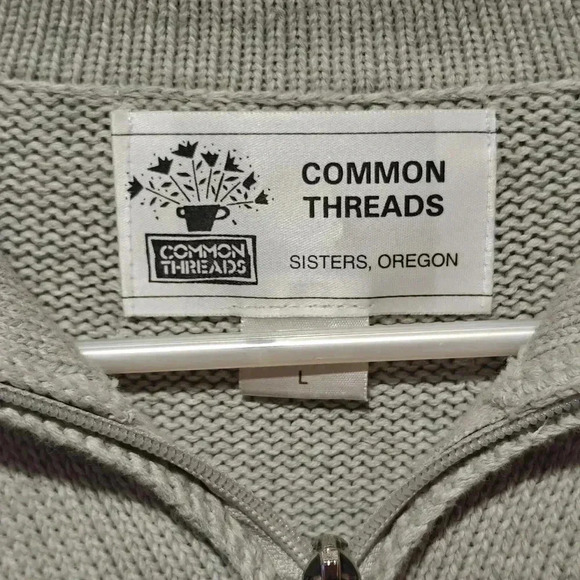 COMMON
THREADS
COMMON
THREADS
SISTERS, OREGON
L